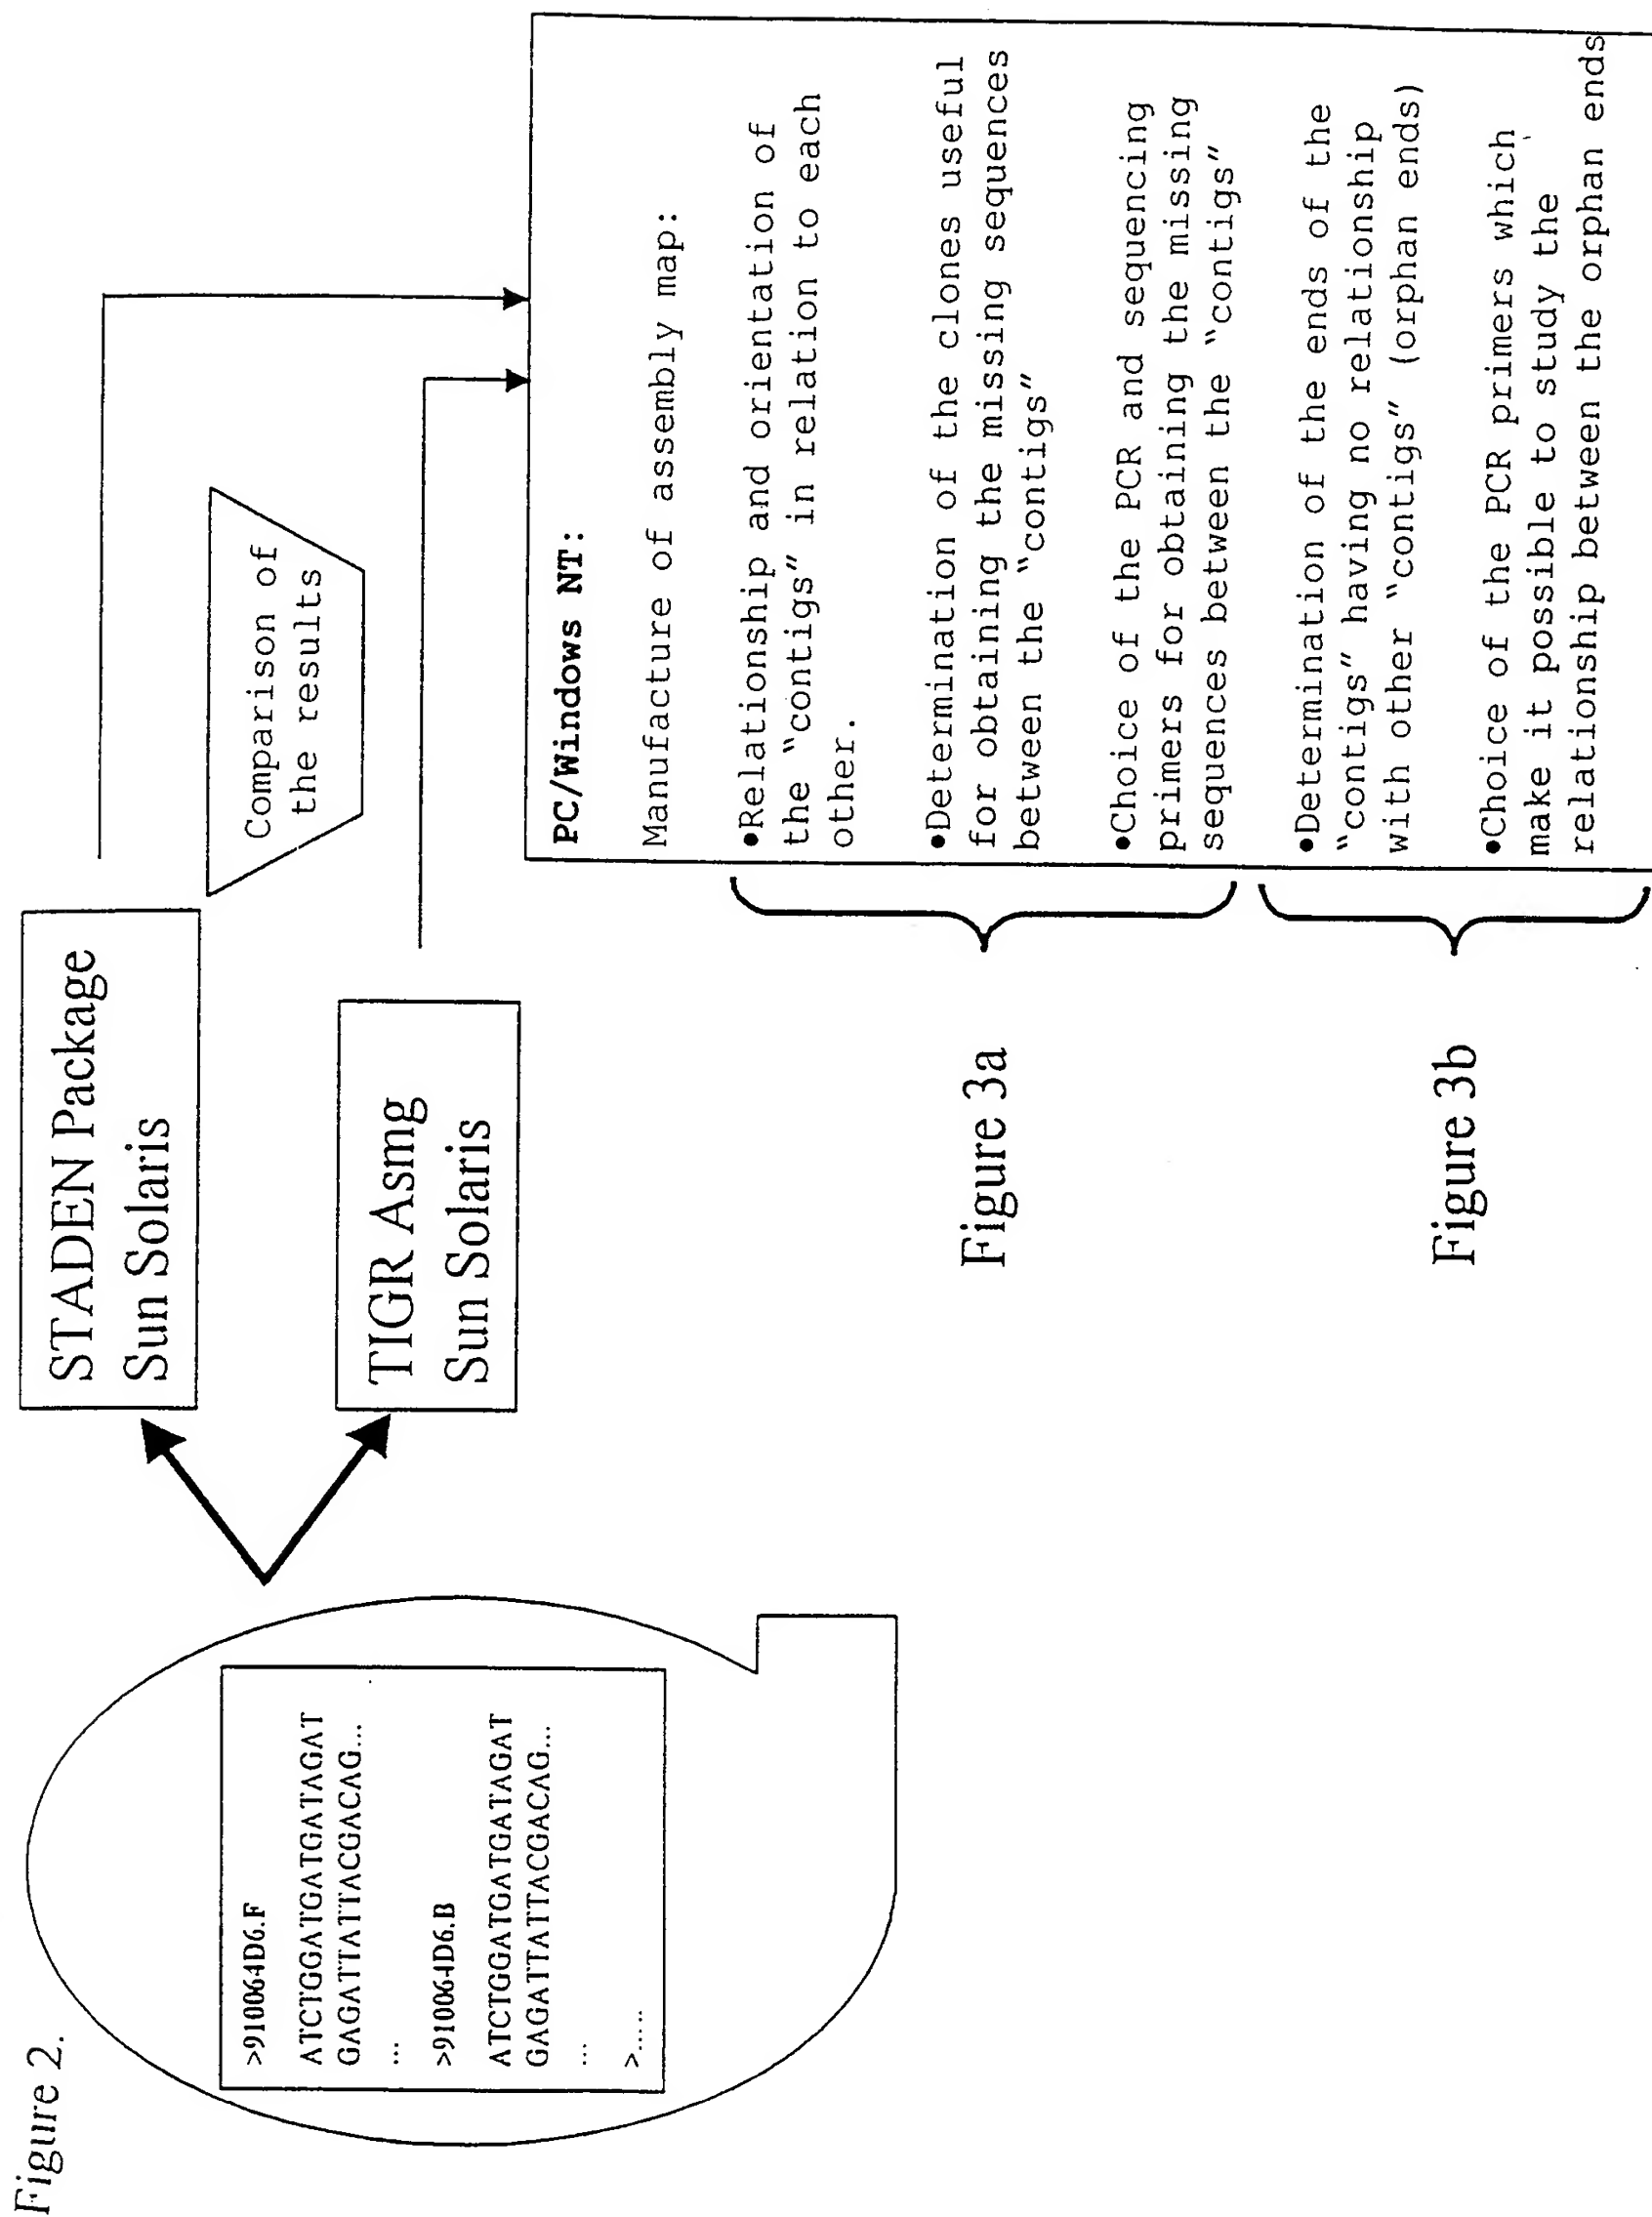 Figure 2.
>910064D6.F
ATCTGGATGATGATAGAT
GAGATTATTACGACAG...
...
>910064D6.B
ATCTGGATGATGATAGAT
GAGATTATTACGACAG...
...
>.....
STADEN Package
Sun Solaris
TIGR Asmg
Sun Solaris
Comparison of
the results
PC/Windows NT:
Manufacture of assembly map:
•Relationship and orientation of
the "contigs" in relation to each
other.
•Determination of the clones useful
for obtaining the missing sequences
between the "contigs"
•Choice of the PCR and sequencing
primers for obtaining the missing
sequences between the "contigs"
•Determination of the ends of the
"contigs" having no relationship
with other "contigs" (orphan ends)
•Choice of the PCR primers which
make it possible to study the
relationship between the orphan ends
Figure 3a
Figure 3b